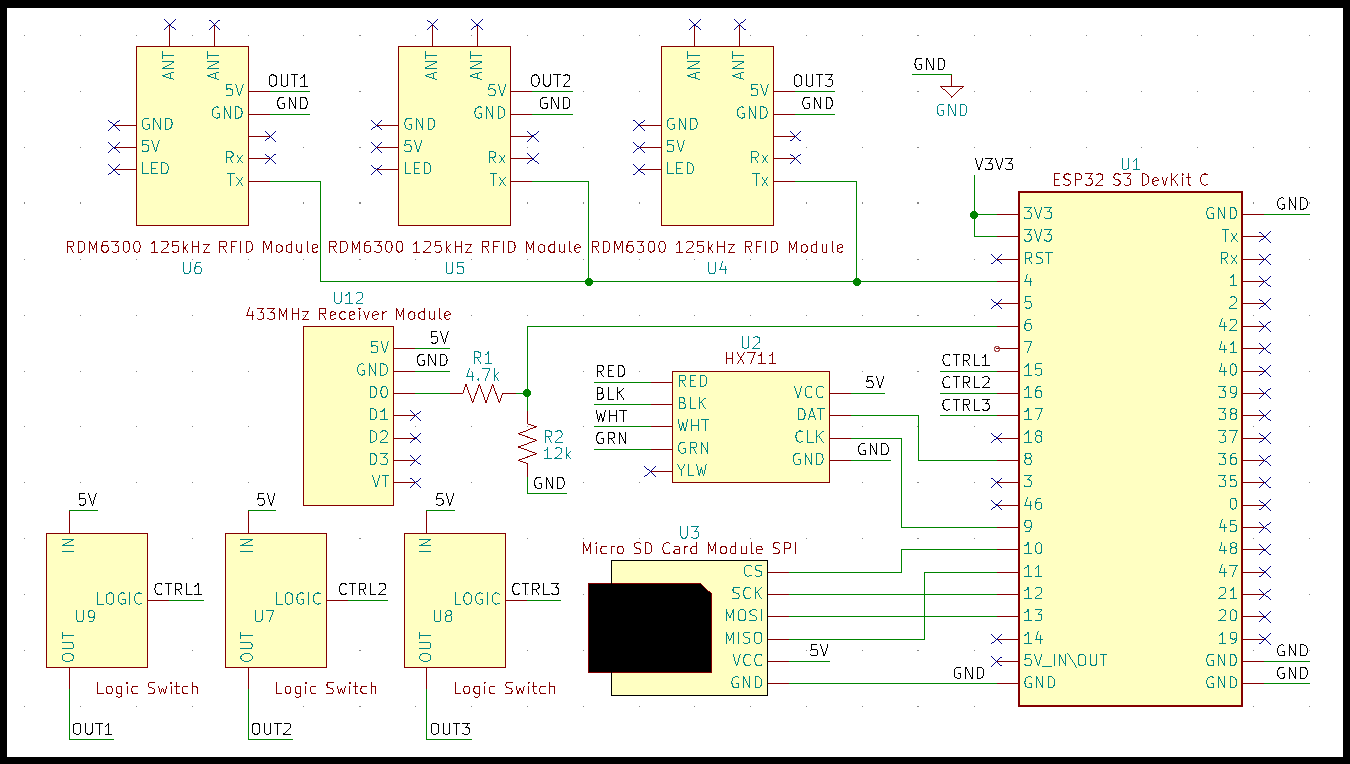 ANT ANT
5V OUT1
GND GND
GND
5V
LED
Rx
Tx
RDM6300 125kHz RFID Module
U6
ANT ANT
5V OUT2
GND GND
GND
5V
LED
Rx
Tx
RDM6300 125kHz RFID Module
U5
ANT ANT
5V OUT3
GND GND
GND
5V
LED
Rx
Tx
RDM6300 125kHz RFID Module
U4
GND
GND
V3V3
U1
ESP32 S3 DevKit C
3V3 GND GND
3V3 Tx
RST Rx
4 1
5 2
6 42
7 41
CTRL1 15 40
CTRL2 16 39
CTRL3 17 38
18 37
8 36
3 35
46 0
9 45
10 48
11 47
12 21
13 20
14 19
5V_IN\OUT GND GND
GND GND GND GND
U12
433MHz Receiver Module
5V 5V
GND GND
D0
D1
D2
D3
VT
R1
4.7k
R2
12k
GND
U2
HX711
RED RED
BLK BLK
WHT WHT
GRN GRN
YLW
VCC 5V
DAT
CLK
GND GND
U3
Micro SD Card Module SPI
CS
SCK
MOSI
MISO
VCC 5V
GND
5V
IN
LOGIC CTRL1
U9
OUT
Logic Switch
OUT1
5V
IN
LOGIC CTRL2
U7
OUT
Logic Switch
OUT2
5V
IN
LOGIC CTRL3
U8
OUT
Logic Switch
OUT3